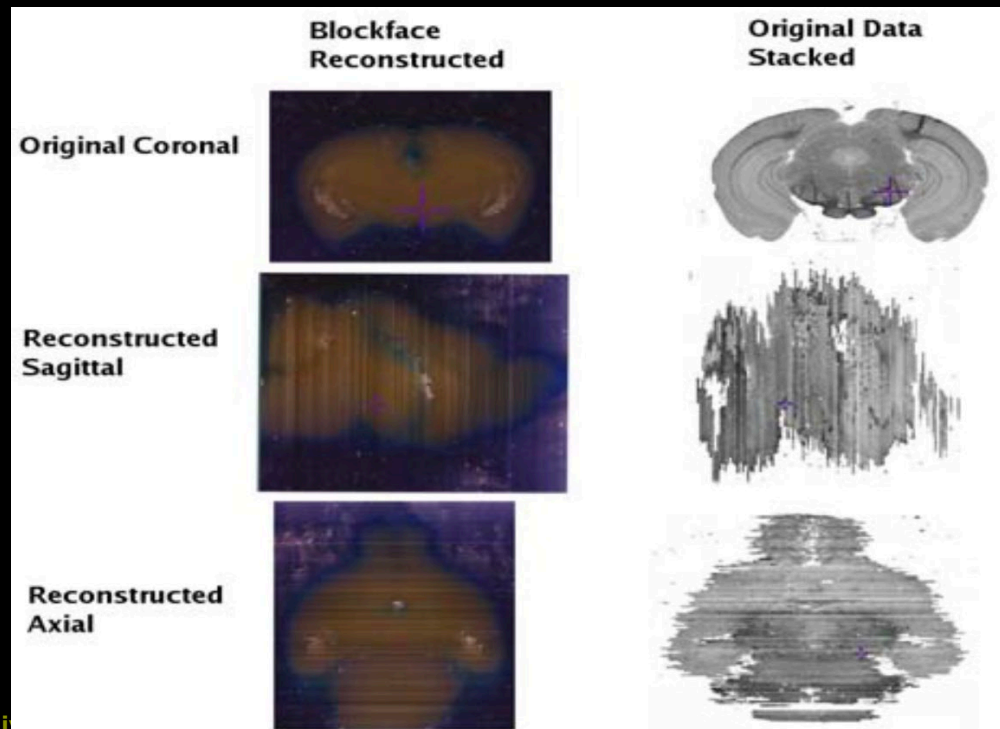 Blockface
Reconstructed
Original Data
Stacked
Original Coronal
Reconstructed
Sagittal
Reconstructed
Axial